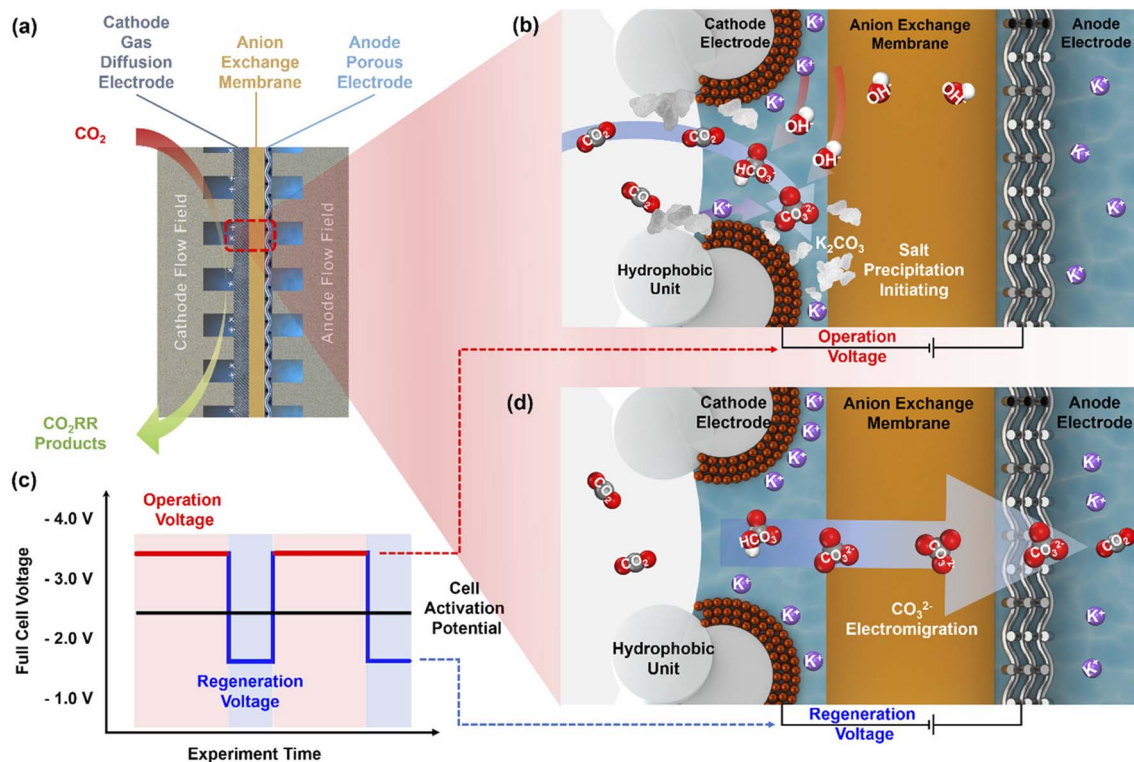 (a)
Cathode
Gas
Diffusion
Electrode
Anion
Exchange
Membrane
Anode
Porous
Electrode
CO₂
Cathode Flow Field
Anode Flow Field
CO₂RR
Products
(b)
Cathode
Electrode
Anion Exchange
Membrane
Anode
Electrode
K⁺
K⁺
K⁺
OH⁻
OH⁻
OH⁻
OH⁻
CO₂
CO₂
HCO₃⁻
CO₂
K⁺
CO₃²⁻
K₂CO₃
K⁺
K⁺
K⁺
K⁺
K⁺
Hydrophobic
Unit
Salt
Precipitation
Initiating
Operation
Voltage
(c)
Full Cell Voltage
- 4.0 V
- 3.0 V
- 2.0 V
- 1.0 V
Operation
Voltage
Regeneration
Voltage
Cell
Activation
Potential
Experiment Time
(d)
Cathode
Electrode
Anion Exchange
Membrane
Anode
Electrode
K⁺
K⁺
K⁺
K⁺
K⁺
K⁺
K⁺
K⁺
CO₂
CO₂
HCO₃⁻
CO₃²⁻
CO₃²⁻
CO₃²⁻
CO₂
K⁺
K⁺
K⁺
CO₃²⁻
Electromigration
Hydrophobic
Unit
Regeneration
Voltage